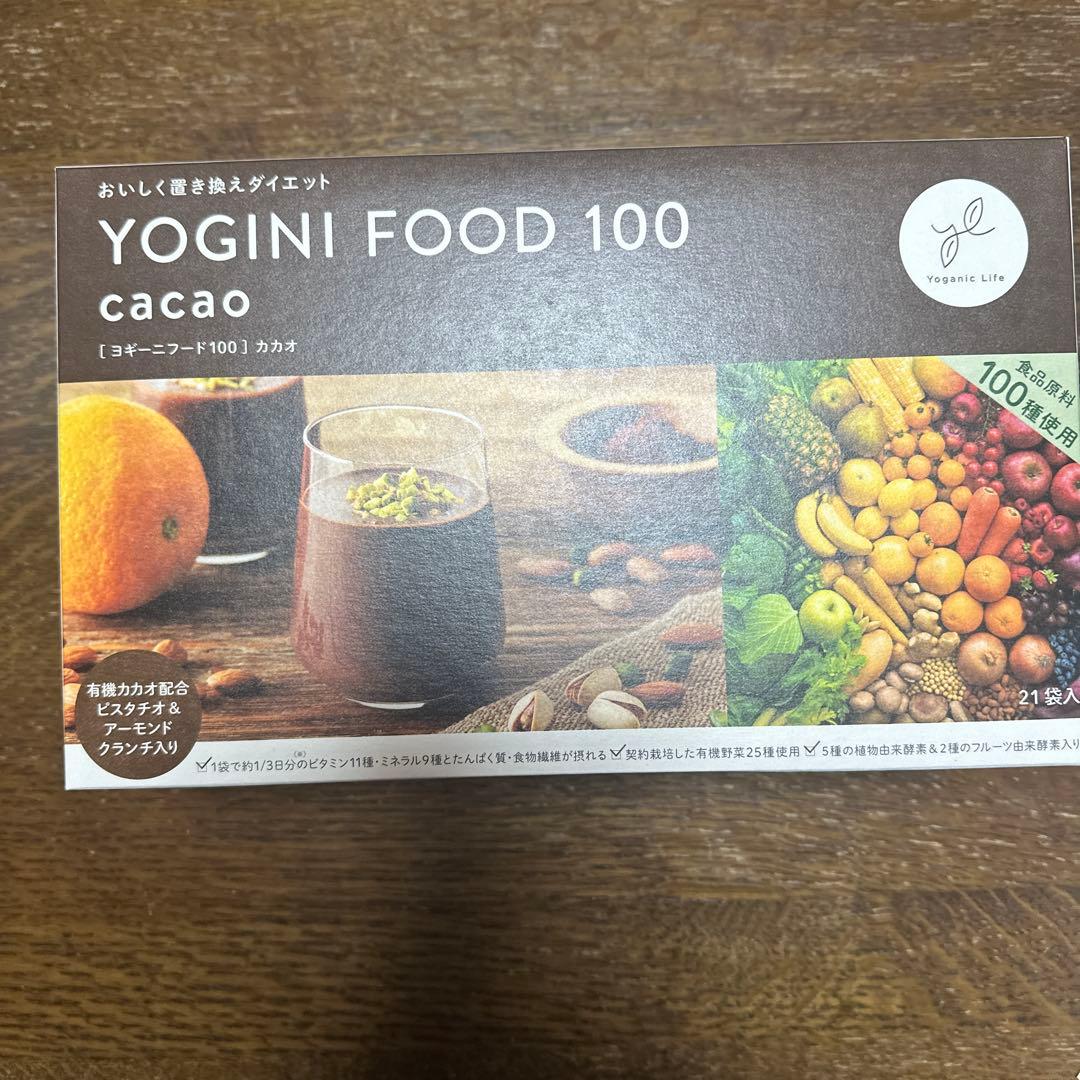 おいしく置き換えダイエット
YOGINI FOOD 100
cacao
[ヨギーニフード100] カカオ
yl
Yoganic Life
食品原料
100種使用
有機カカオ配合
ピスタチオ&
アーモンド
クランチ入り
21袋入
(※)
1袋で約1/3日分のビタミン11種・ミネラル9種とたんぱく質・食物繊維が摂れる 契約栽培した有機野菜25種使用 5種の植物由来酵素&2種のフルーツ由来酵素入り